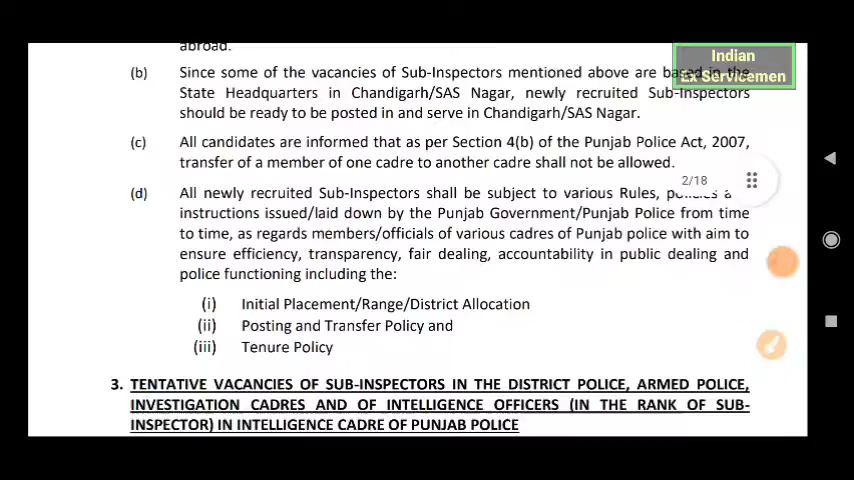 abroad.
Indian
Ex Servicemen
(b) Since some of the vacancies of Sub-Inspectors mentioned above are based in the
State Headquarters in Chandigarh/SAS Nagar, newly recruited Sub-Inspectors
should be ready to be posted in and serve in Chandigarh/SAS Nagar.
(c) All candidates are informed that as per Section 4(b) of the Punjab Police Act, 2007,
transfer of a member of one cadre to another cadre shall not be allowed.
2/18
(d) All newly recruited Sub-Inspectors shall be subject to various Rules, policies
instructions issued/laid down by the Punjab Government/Punjab Police from time
to time, as regards members/officials of various cadres of Punjab police with aim to
ensure efficiency, transparency, fair dealing, accountability in public dealing and
police functioning including the:
(i) Initial Placement/Range/District Allocation
(ii) Posting and Transfer Policy and
(iii) Tenure Policy
3. TENTATIVE VACANCIES OF SUB-INSPECTORS IN THE DISTRICT POLICE, ARMED POLICE,
INVESTIGATION CADRES AND OF INTELLIGENCE OFFICERS (IN THE RANK OF SUB-
INSPECTOR) IN INTELLIGENCE CADRE OF PUNJAB POLICE